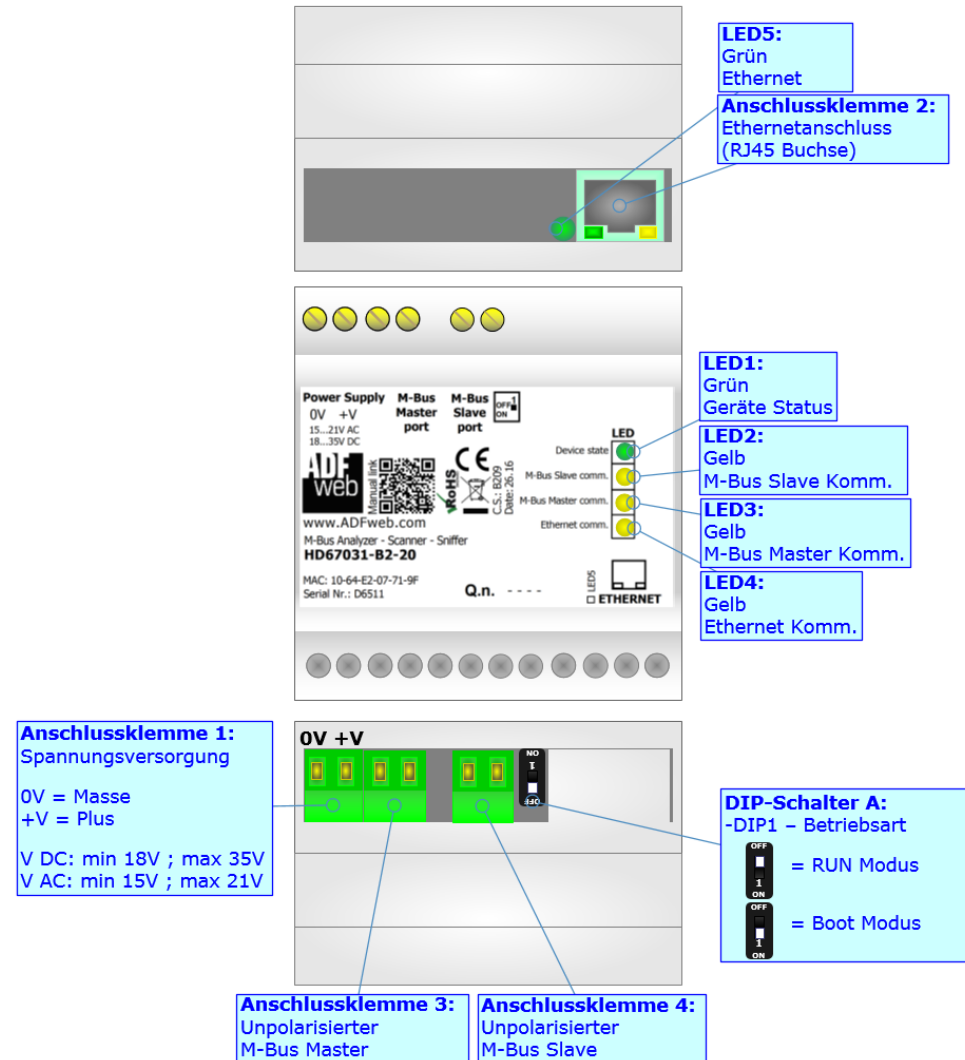 LED5:
Grün
Ethernet
Anschlussklemme 2:
Ethernetanschluss
(RJ45 Buchse)
Power Supply
0V +V
15...21V AC
18...35V DC
M-Bus
Master
port
M-Bus
Slave
port
OFF 1
ON
LED
Device state
M-Bus Slave comm.
M-Bus Master comm.
Ethernet comm.
ADF
web
Manual link
RoHS
CE
C.S.: B209
Date: 26.16
www.ADFweb.com
M-Bus Analyzer - Scanner - Sniffer
HD67031-B2-20
MAC: 10-64-E2-07-71-9F
Serial Nr.: D6511
Q.n. - - - -
LED5
ETHERNET
LED1:
Grün
Geräte Status
LED2:
Gelb
M-Bus Slave Komm.
LED3:
Gelb
M-Bus Master Komm.
LED4:
Gelb
Ethernet Komm.
Anschlussklemme 1:
Spannungsversorgung
0V = Masse
+V = Plus
V DC: min 18V ; max 35V
V AC: min 15V ; max 21V
0V +V
ON
1
OFF
DIP-Schalter A:
-DIP1 – Betriebsart
OFF
1
ON
= RUN Modus
OFF
1
ON
= Boot Modus
Anschlussklemme 3:
Unpolarisierter
M-Bus Master
Anschlussklemme 4:
Unpolarisierter
M-Bus Slave